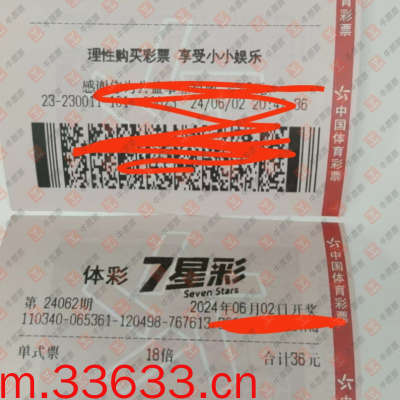 理性购买彩票 享受小小娱乐
24/06/02
中国体育彩票
体彩 7星彩
Seven Stars
第 24062期 2024年06月02日开奖
110340-065361-120498-767613
单式票 18倍 合计36元
中国体育彩票
m.33633.cn